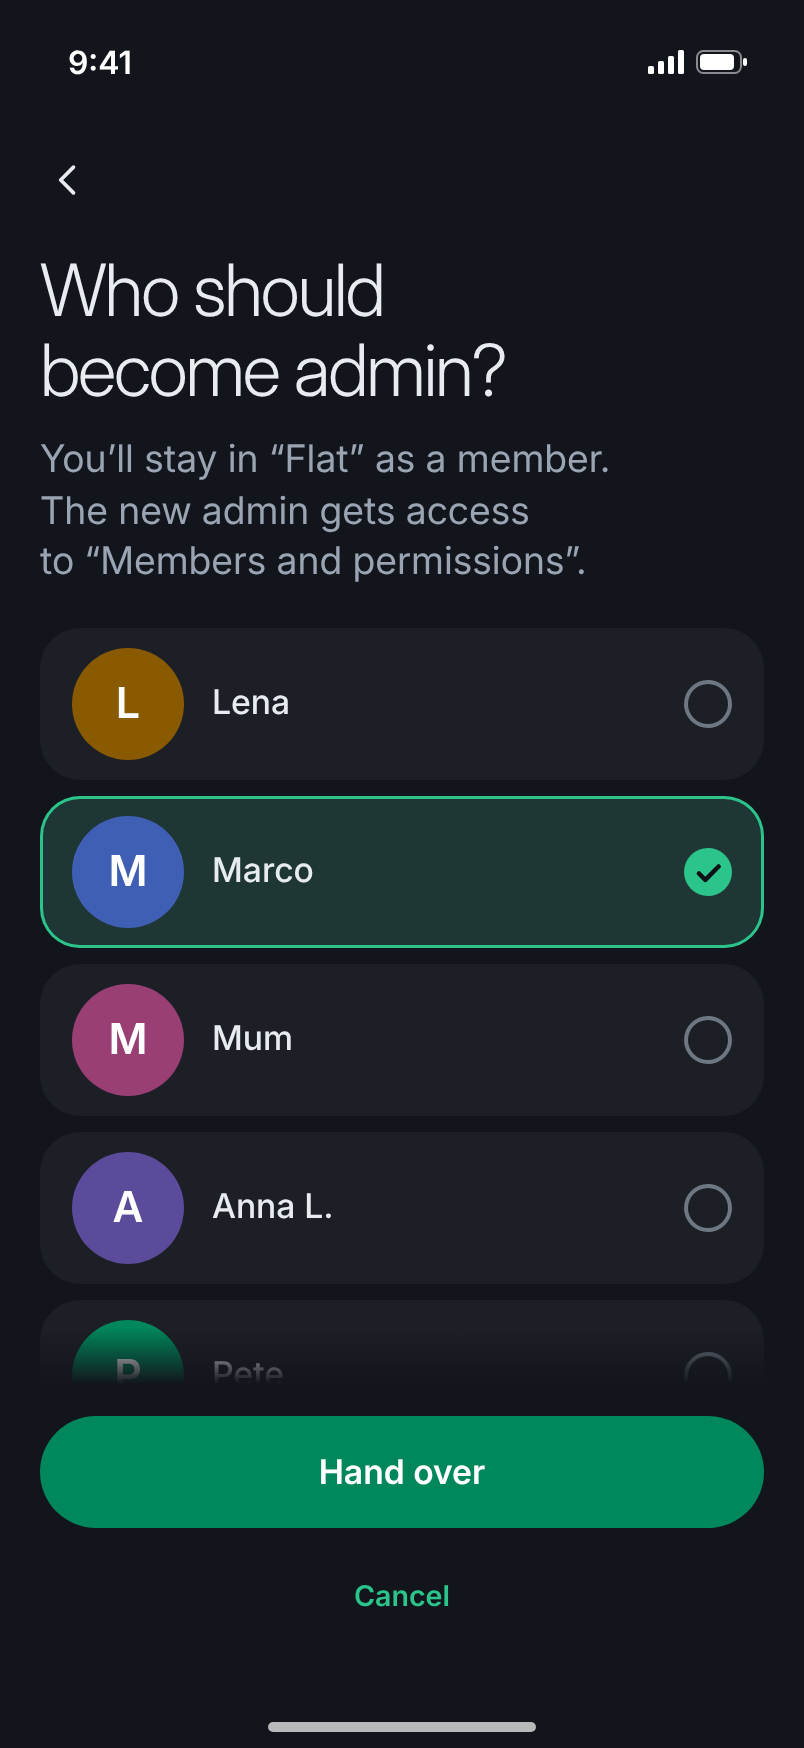 9:41
Who should
become admin?
You’ll stay in “Flat” as a member.
The new admin gets access
to “Members and permissions”.
L Lena
M Marco
M Mum
A Anna L.
P Pete
Hand over
Cancel